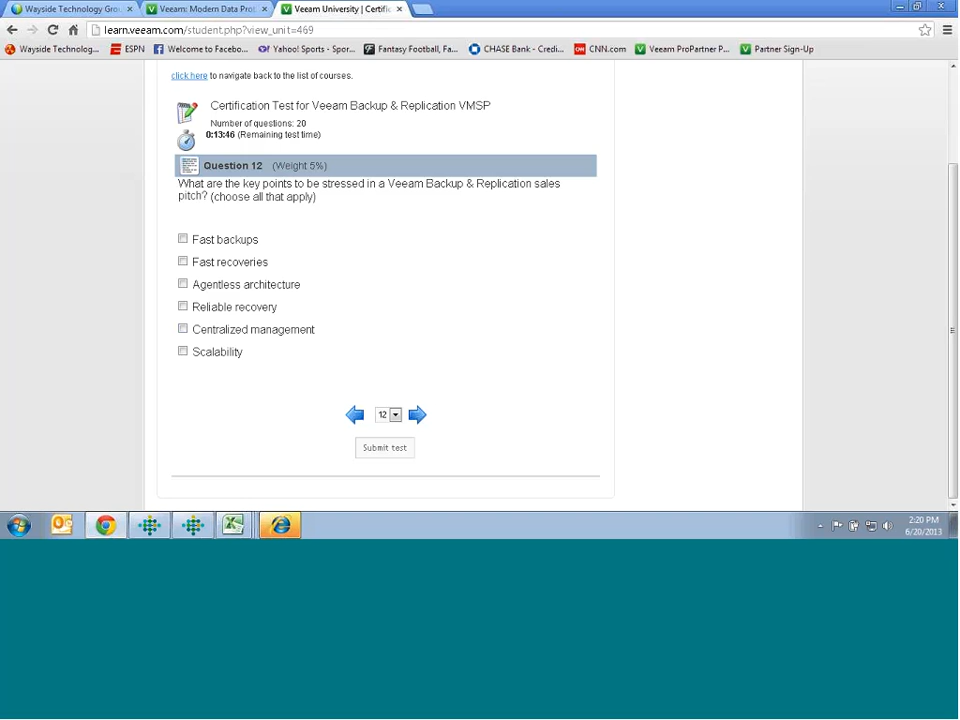 Wayside Technology Grou
Veeam: Modern Data Prot
Veeam University | Certific
learn.veeam.com/student.php?view_unit=469
Wayside Technolog...
ESPN
Welcome to Facebo...
Yahoo! Sports - Spor...
Fantasy Football, Fa...
CHASE Bank - Credi...
CNN.com
Veeam ProPartner P...
Partner Sign-Up
click here to navigate back to the list of courses.
Certification Test for Veeam Backup & Replication VMSP
Number of questions: 20
0:13:46 (Remaining test time)
Question 12 (Weight 5%)
What are the key points to be stressed in a Veeam Backup & Replication sales
pitch? (choose all that apply)
Fast backups
Fast recoveries
Agentless architecture
Reliable recovery
Centralized management
Scalability
12
Submit test
2:20 PM
6/20/2013